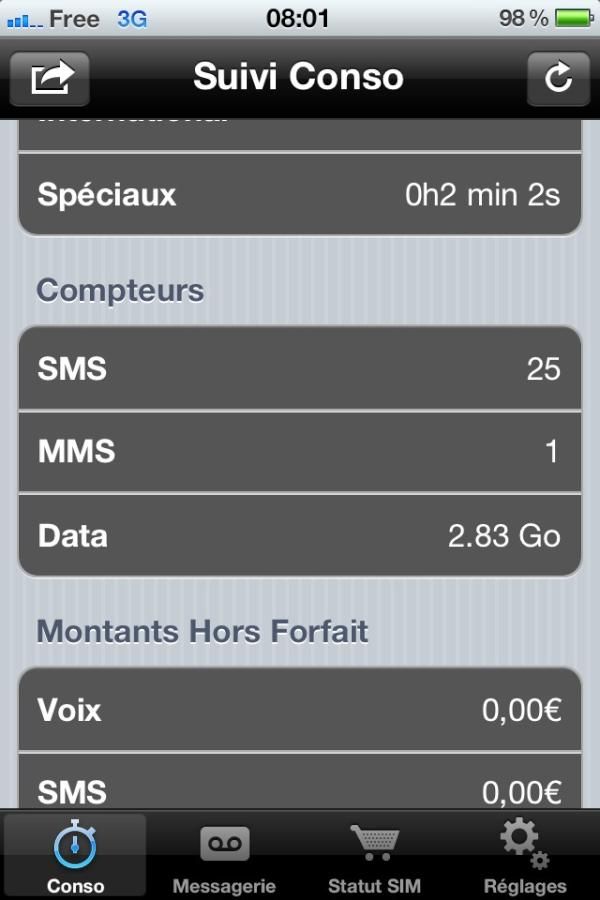 Free 3G 08:01 98 %
Suivi Conso
International
Spéciaux 0h2 min 2s
Compteurs
SMS 25
MMS 1
Data 2.83 Go
Montants Hors Forfait
Voix 0,00€
SMS 0,00€
Conso Messagerie Statut SIM Réglages